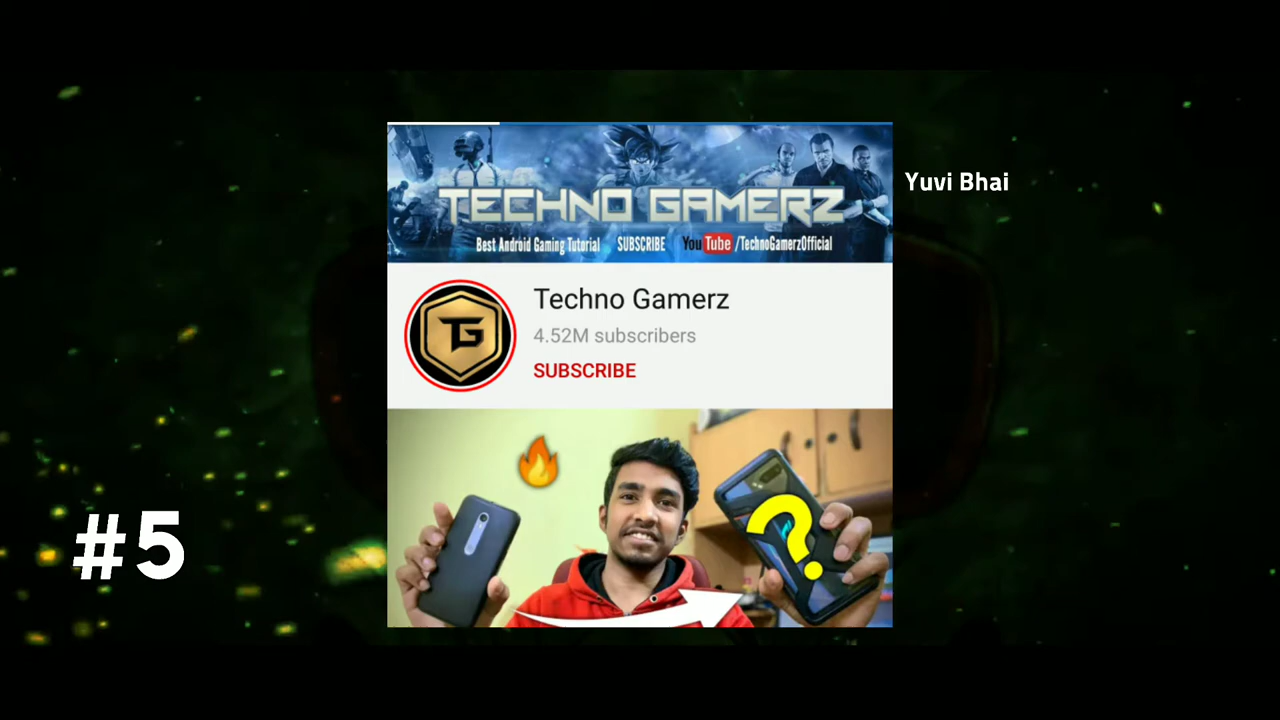 TECHNO GAMERZ
Best Android Gaming Tutorial SUBSCRIBE YouTube /TechnoGamerzOfficial
Yuvi Bhai
TG
Techno Gamerz
4.52M subscribers
SUBSCRIBE
?
#5